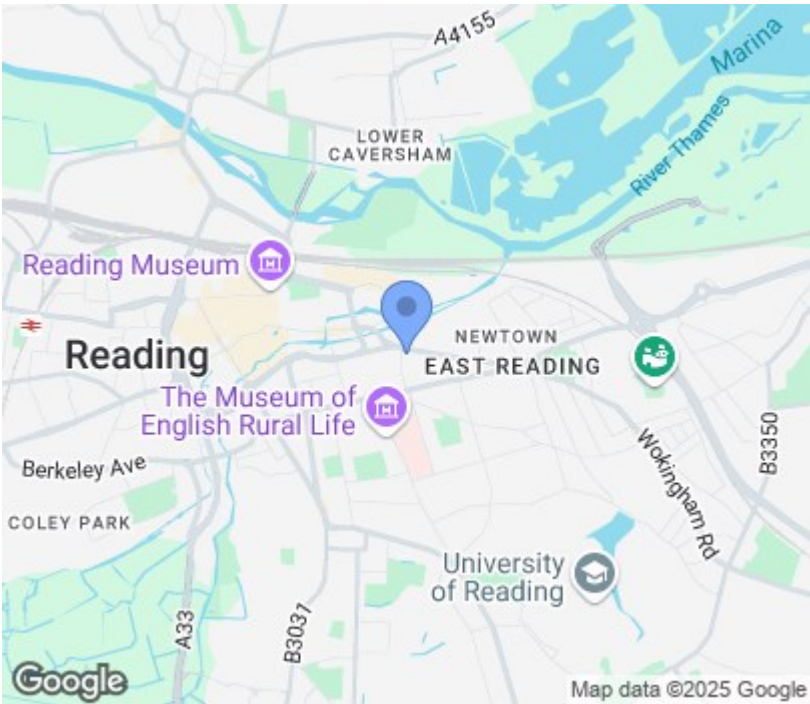 A4155
Marina
LOWER
CAVERSHAM
River Thames
Reading Museum
NEWTOWN
Reading
EAST READING
The Museum of
English Rural Life
Berkeley Ave
B3350
Wokingham Rd
COLEY PARK
University
of Reading
A33
B3031
Google
Map data ©2025 Google